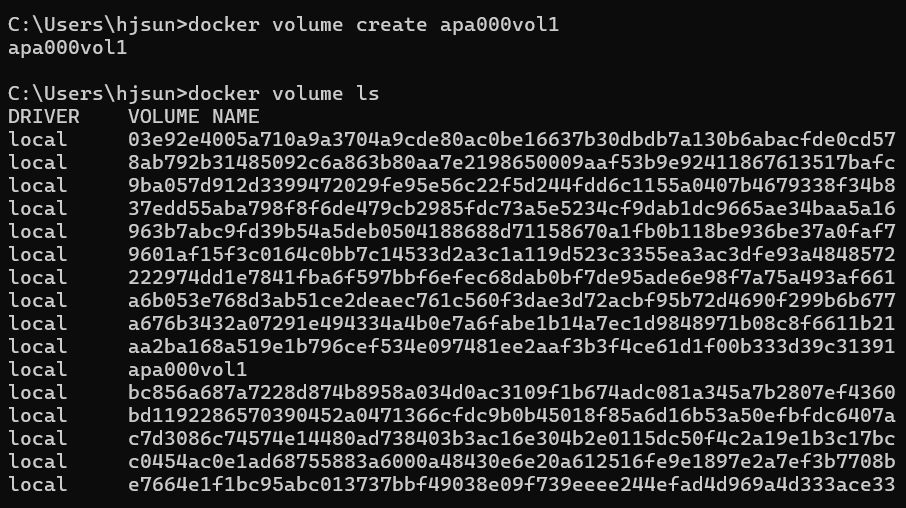 C:\Users\hjsun>docker volume create apa000vol1
apa000vol1
C:\Users\hjsun>docker volume ls
DRIVER    VOLUME NAME
local     03e92e4005a710a9a3704a9cde80ac0be16637b30dbdb7a130b6abacfde0cd57
local     8ab792b31485092c6a863b80aa7e2198650009aaf53b9e92411867613517bafc
local     9ba057d912d3399472029fe95e56c22f5d244fdd6c1155a0407b4679338f34b8
local     37edd55aba798f8f6de479cb2985fdc73a5e5234cf9dab1dc9665ae34baa5a16
local     963b7abc9fd39b54a5deb0504188688d71158670a1fb0b118be936be37a0faf7
local     9601af15f3c0164c0bb7c14533d2a3c1a119d523c3355ea3ac3dfe93a4848572
local     222974dd1e7841fba6f597bbf6efec68dab0bf7de95ade6e98f7a75a493af661
local     a6b053e768d3ab51ce2deaec761c560f3dae3d72acbf95b72d4690f299b6b677
local     a676b3432a07291e494334a4b0e7a6fabe1b14a7ec1d9848971b08c8f6611b21
local     aa2ba168a519e1b796cef534e097481ee2aaf3b3f4ce61d1f00b333d39c31391
local     apa000vol1
local     bc856a687a7228d874b8958a034d0ac3109f1b674adc081a345a7b2807ef4360
local     bd1192286570390452a0471366cfdc9b0b45018f85a6d16b53a50efbfdc6407a
local     c7d3086c74574e14480ad738403b3ac16e304b2e0115dc50f4c2a19e1b3c17bc
local     c0454ac0e1ad68755883a6000a48430e6e20a612516fe9e1897e2a7ef3b7708b
local     e7664e1f1bc95abc013737bbf49038e09f739eeee244efad4d969a4d333ace33